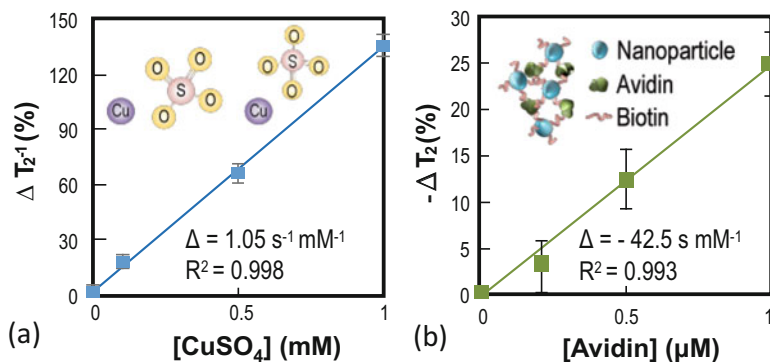 150
120
90
60
30
0
Δ T₂⁻¹ (%)
O
O
S
O
O
Cu
O
O
S
O
O
Cu
Δ = 1.05 s⁻¹ mM⁻¹
R² = 0.998
0
0.5
1
(a)
[CuSO₄] (mM)
30
25
20
15
10
5
0
-Δ T₂ (%)
Nanoparticle
Avidin
Biotin
Δ = - 42.5 s mM⁻¹
R² = 0.993
0
0.5
1
(b)
[Avidin] (μM)